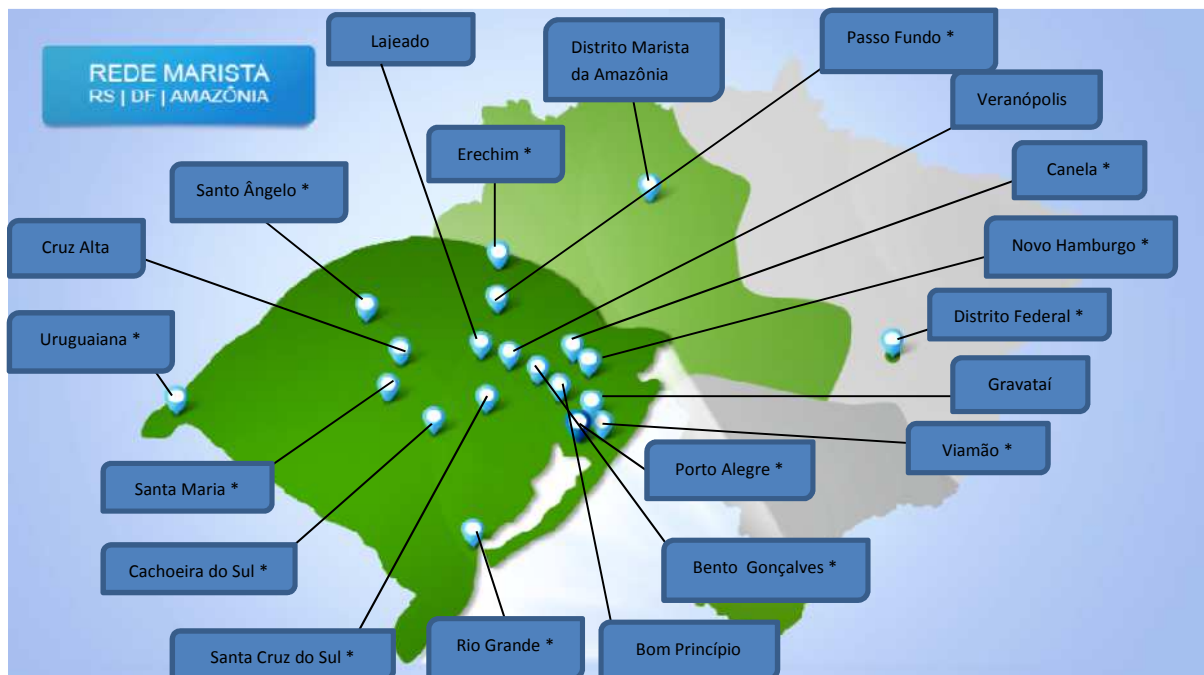 REDE MARISTA
RS | DF | AMAZÔNIA
Lajeado
Distrito Marista
da Amazônia
Passo Fundo *
Veranópolis
Erechim *
Canela *
Santo Ângelo *
Cruz Alta
Novo Hamburgo *
Uruguaiana *
Distrito Federal *
Gravataí
Viamão *
Porto Alegre *
Santa Maria *
Cachoeira do Sul *
Bento Gonçalves *
Santa Cruz do Sul *
Rio Grande *
Bom Princípio